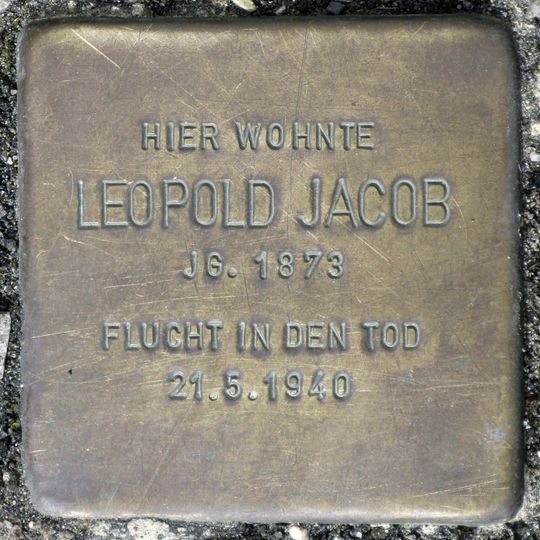 HIER WOHNTE
LEOPOLD JACOB
JG. 1873
FLUCHT IN DEN TOD
21.5.1940